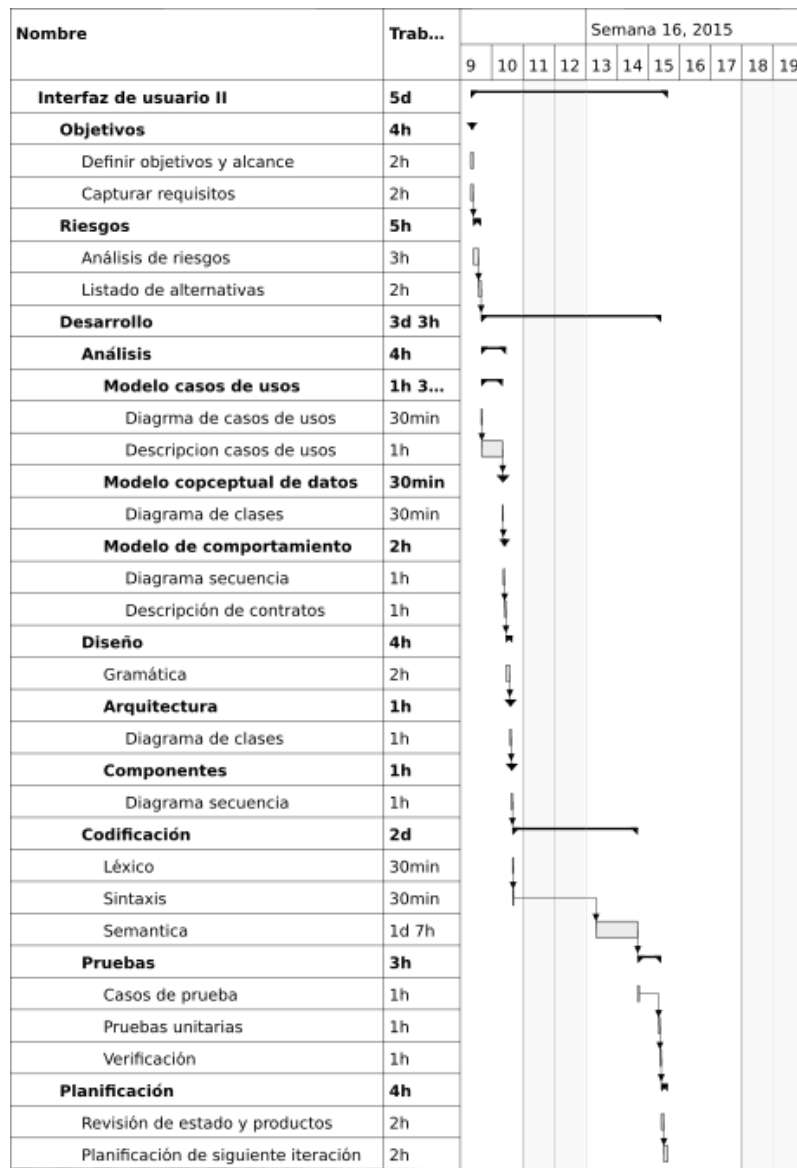 Nombre Trab... Semana 16, 2015
9 10 11 12 13 14 15 16 17 18 19
Interfaz de usuario II 5d
Objetivos 4h
Definir objetivos y alcance 2h
Capturar requisitos 2h
Riesgos 5h
Análisis de riesgos 3h
Listado de alternativas 2h
Desarrollo 3d 3h
Análisis 4h
Modelo casos de usos 1h 3...
Diagrma de casos de usos 30min
Descripcion casos de usos 1h
Modelo copceptual de datos 30min
Diagrama de clases 30min
Modelo de comportamiento 2h
Diagrama secuencia 1h
Descripción de contratos 1h
Diseño 4h
Gramática 2h
Arquitectura 1h
Diagrama de clases 1h
Componentes 1h
Diagrama secuencia 1h
Codificación 2d
Léxico 30min
Sintaxis 30min
Semantica 1d 7h
Pruebas 3h
Casos de prueba 1h
Pruebas unitarias 1h
Verificación 1h
Planificación 4h
Revisión de estado y productos 2h
Planificación de siguiente iteración 2h